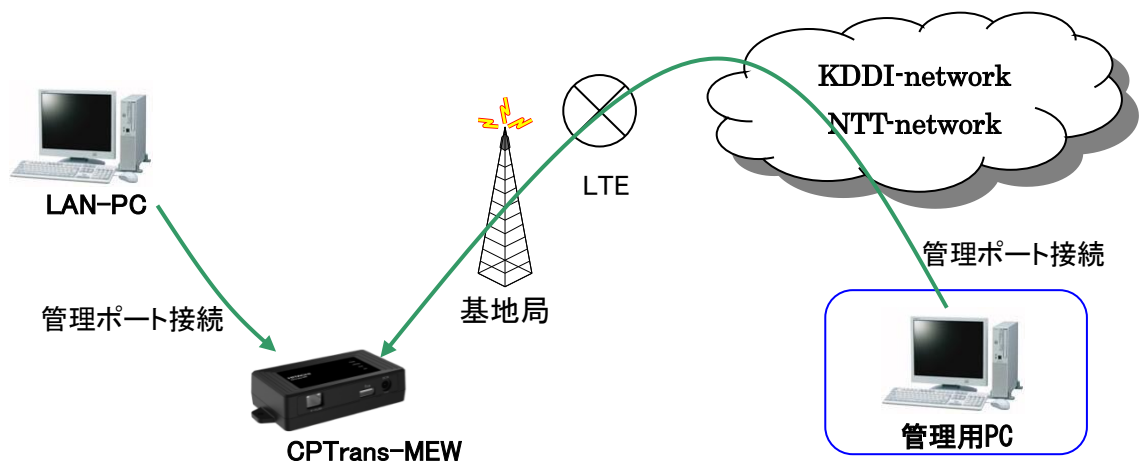 KDDI-network
NTT-network
LTE
LAN-PC
管理ポート接続
基地局
管理ポート接続
CPTrans-MEW
管理用PC